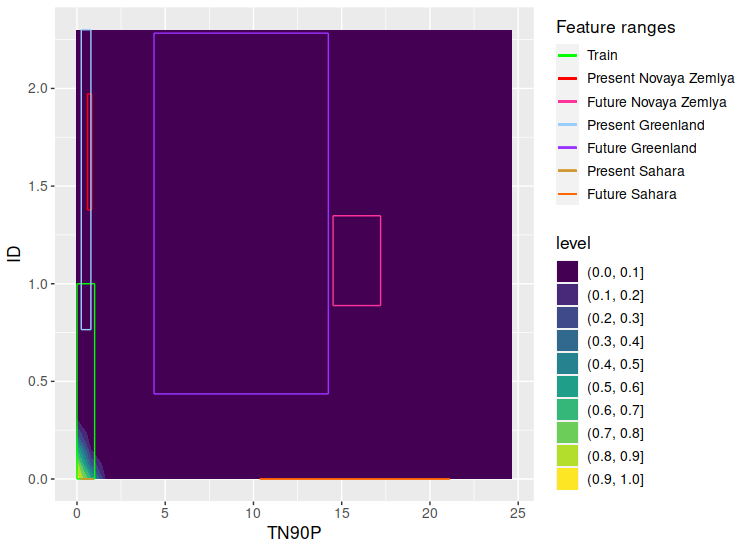 Feature ranges
Train
Present Novaya Zemlya
Future Novaya Zemlya
Present Greenland
Future Greenland
Present Sahara
Future Sahara
level
(0.0, 0.1]
(0.1, 0.2]
(0.2, 0.3]
(0.3, 0.4]
(0.4, 0.5]
(0.5, 0.6]
(0.6, 0.7]
(0.7, 0.8]
(0.8, 0.9]
(0.9, 1.0]
ID
2.0
1.5
1.0
0.5
0.0
0 5 10 15 20 25
TN90P